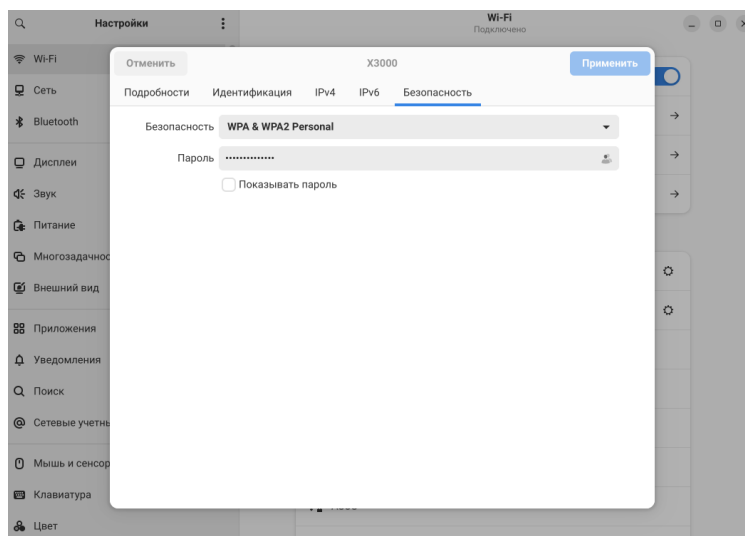 Настройки
Wi-Fi
Подключено
Wi-Fi
Сеть
Bluetooth
Дисплеи
Звук
Питание
Многозадачнос
Внешний вид
Приложения
Уведомления
Поиск
Сетевые учетны
Мышь и сенсор
Клавиатура
Цвет
Отменить
X3000
Применить
Подробности Идентификация IPv4 IPv6 Безопасность
Безопасность WPA & WPA2 Personal
Пароль ••••••••••••••
Показывать пароль